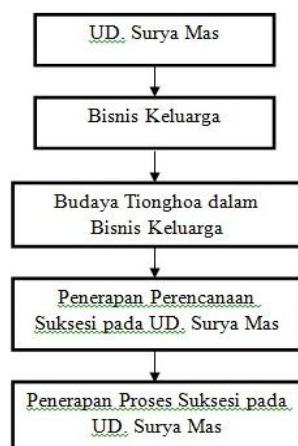 UD. Surya Mas
Bisnis Keluarga
Budaya Tionghoa dalam
Bisnis Keluarga
Penerapan Perencanaan
Suksesi pada UD. Surya Mas
Penerapan Proses Suksesi pada
UD. Surya Mas